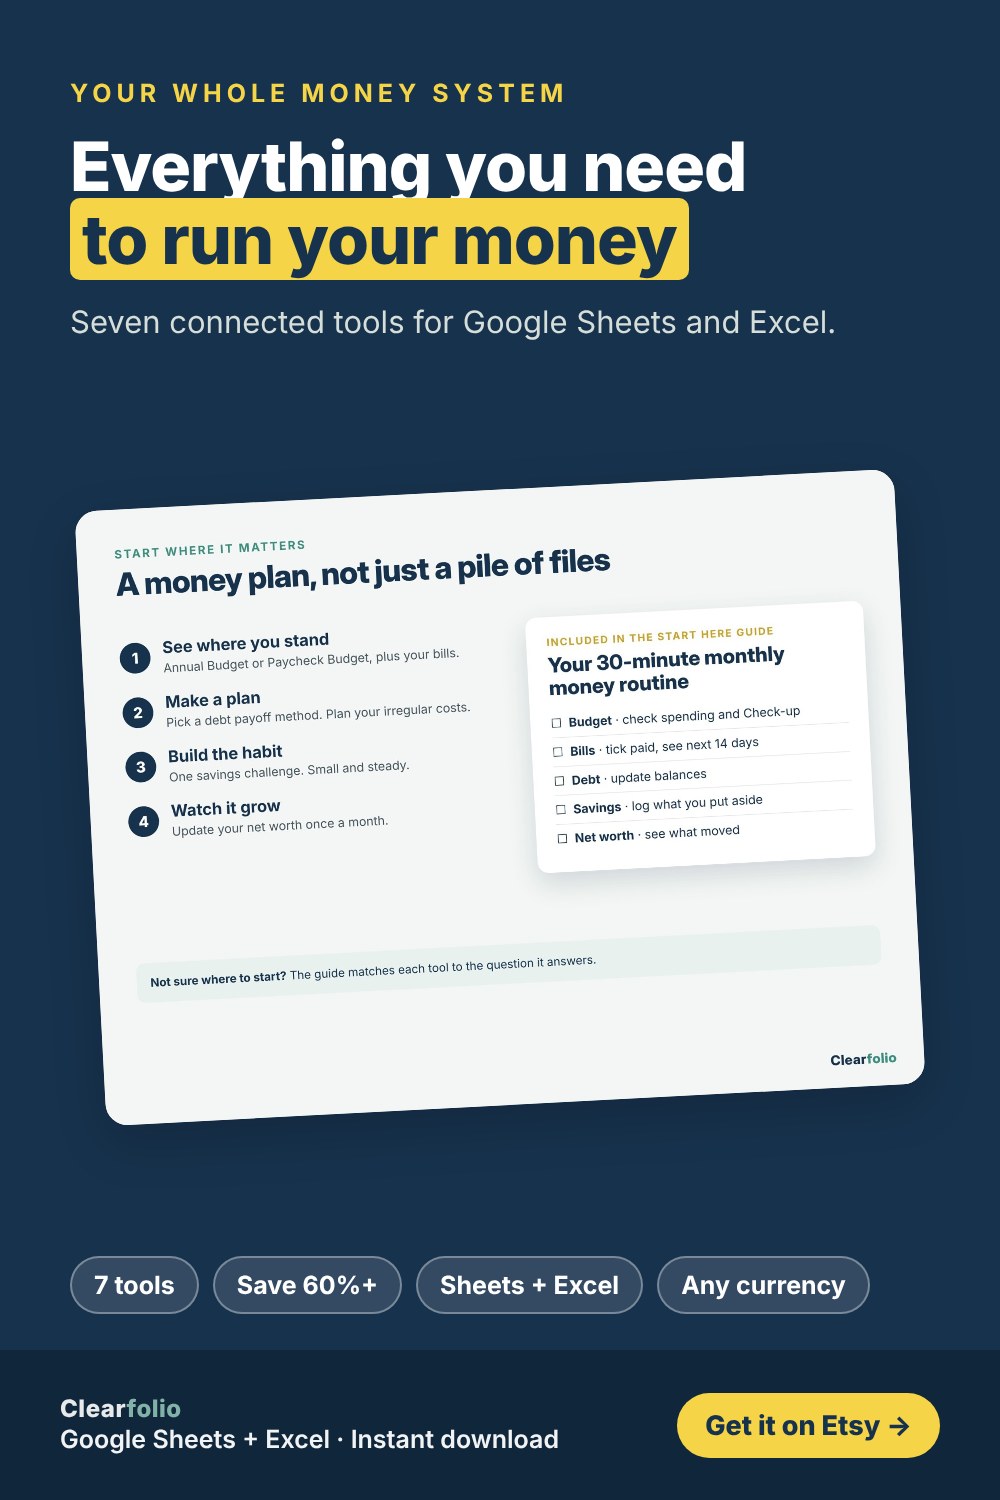 YOUR WHOLE MONEY SYSTEM
Everything you need
to run your money
Seven connected tools for Google Sheets and Excel.
START WHERE IT MATTERS
A money plan, not just a pile of files
1 See where you stand
Annual Budget or Paycheck Budget, plus your bills.
2 Make a plan
Pick a debt payoff method. Plan your irregular costs.
3 Build the habit
One savings challenge. Small and steady.
4 Watch it grow
Update your net worth once a month.
INCLUDED IN THE START HERE GUIDE
Your 30-minute monthly
money routine
☐ Budget · check spending and Check-up
☐ Bills · tick paid, see next 14 days
☐ Debt · update balances
☐ Savings · log what you put aside
☐ Net worth · see what moved
Not sure where to start? The guide matches each tool to the question it answers.
Clearfolio
7 tools
Save 60%+
Sheets + Excel
Any currency
Clearfolio
Google Sheets + Excel · Instant download
Get it on Etsy →